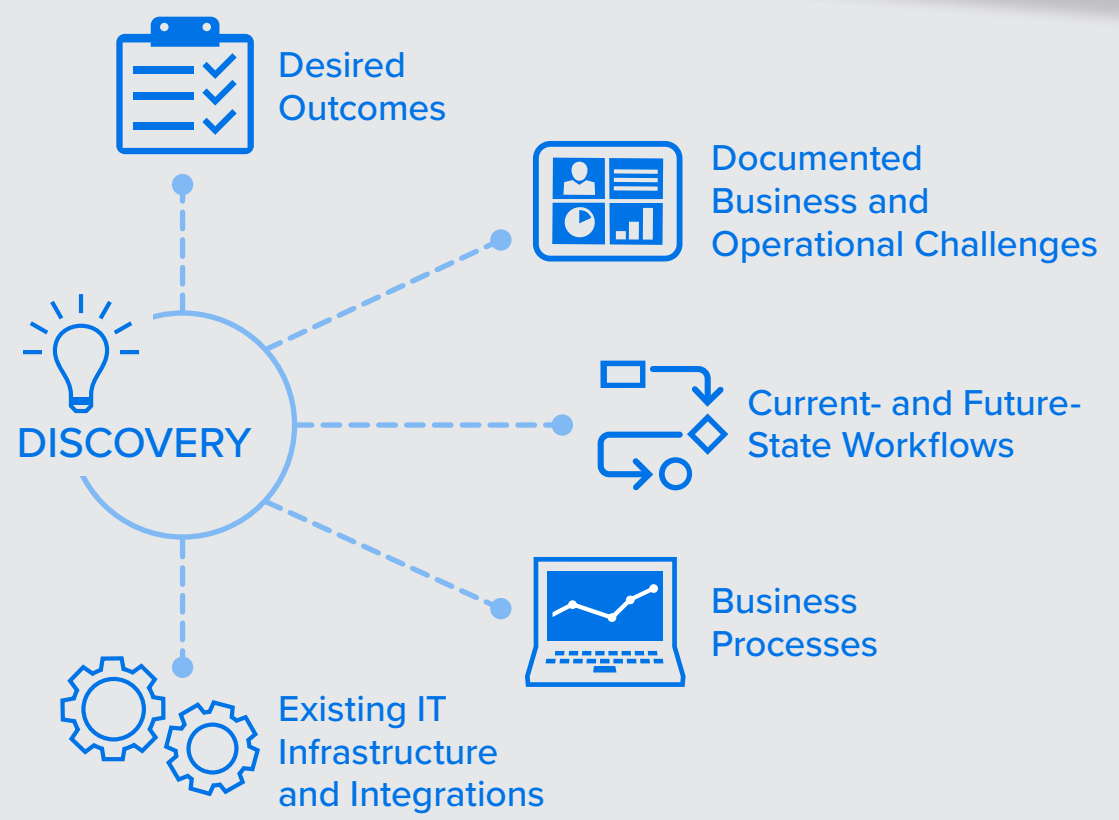 Desired
Outcomes
Documented
Business and
Operational Challenges
DISCOVERY
Current- and Future-
State Workflows
Business
Processes
Existing IT
Infrastructure
and Integrations